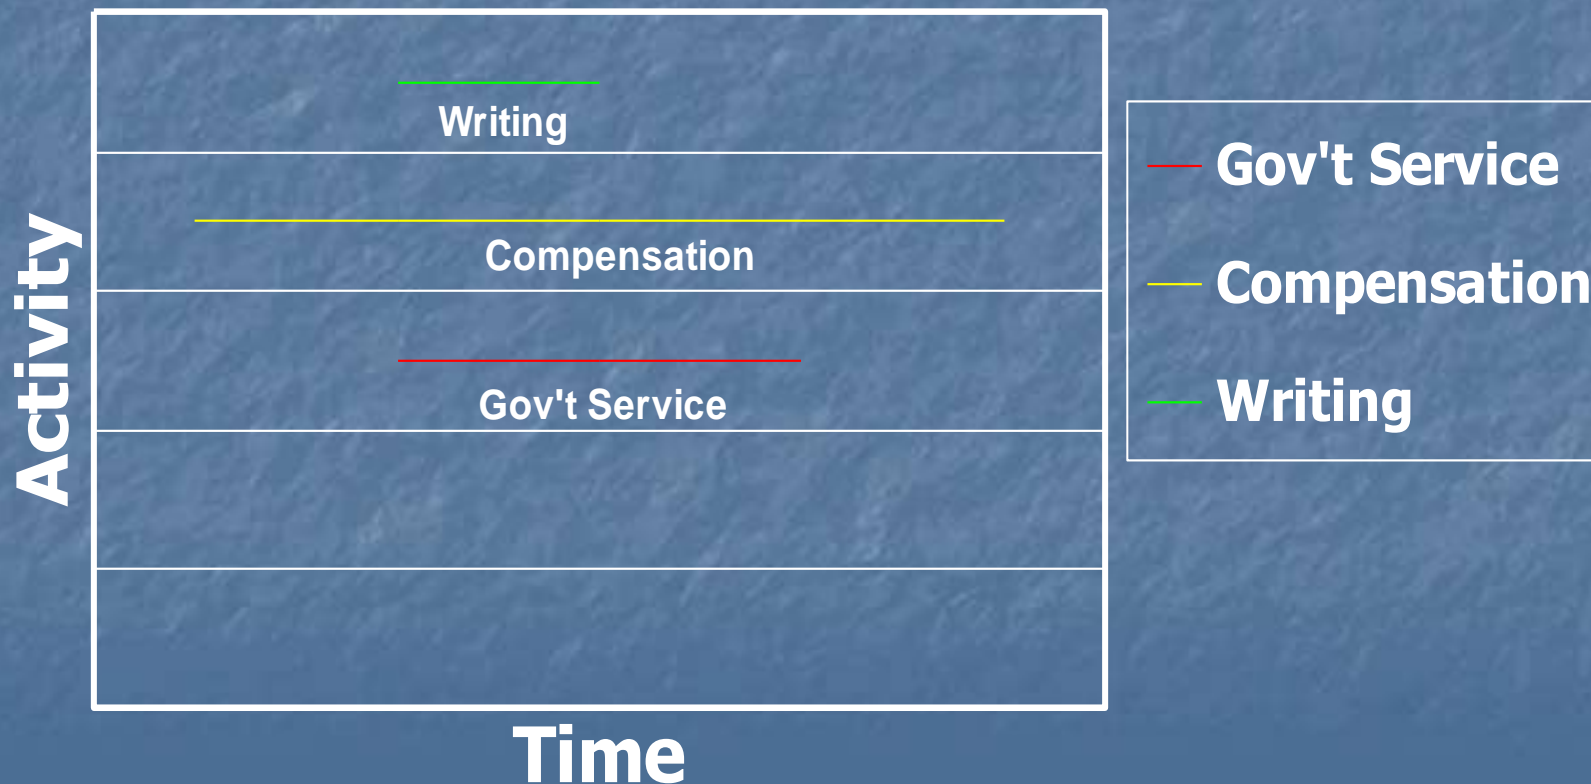 Writing
Compensation
Gov't Service
Activity
Time
Gov't Service
Compensation
Writing